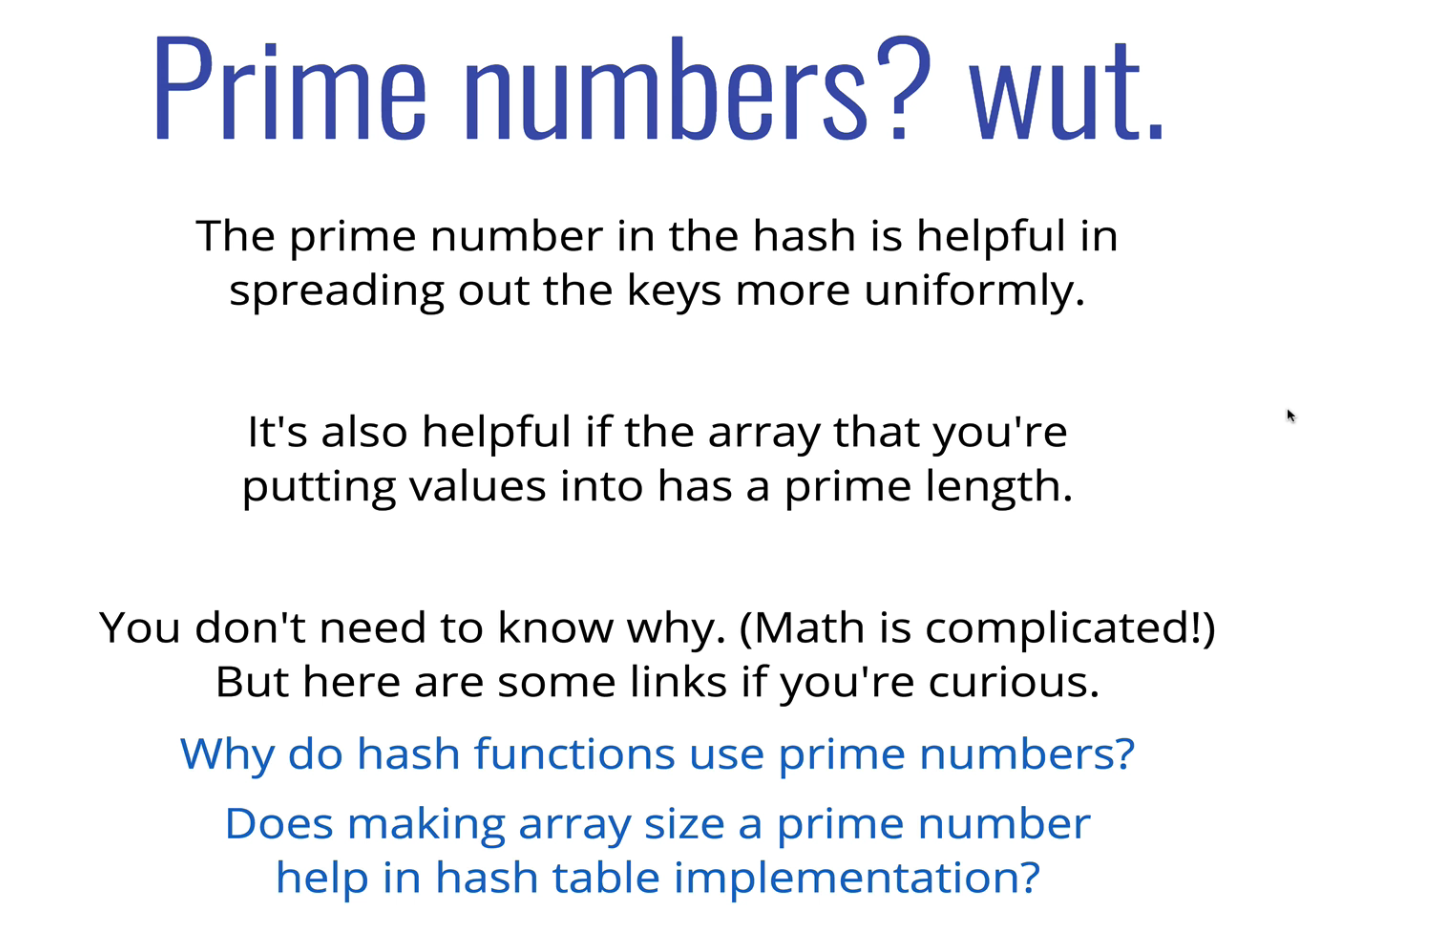 Prime numbers? wut.
The prime number in the hash is helpful in
spreading out the keys more uniformly.
It's also helpful if the array that you're
putting values into has a prime length.
You don't need to know why. (Math is complicated!)
But here are some links if you're curious.
Why do hash functions use prime numbers?
Does making array size a prime number
help in hash table implementation?